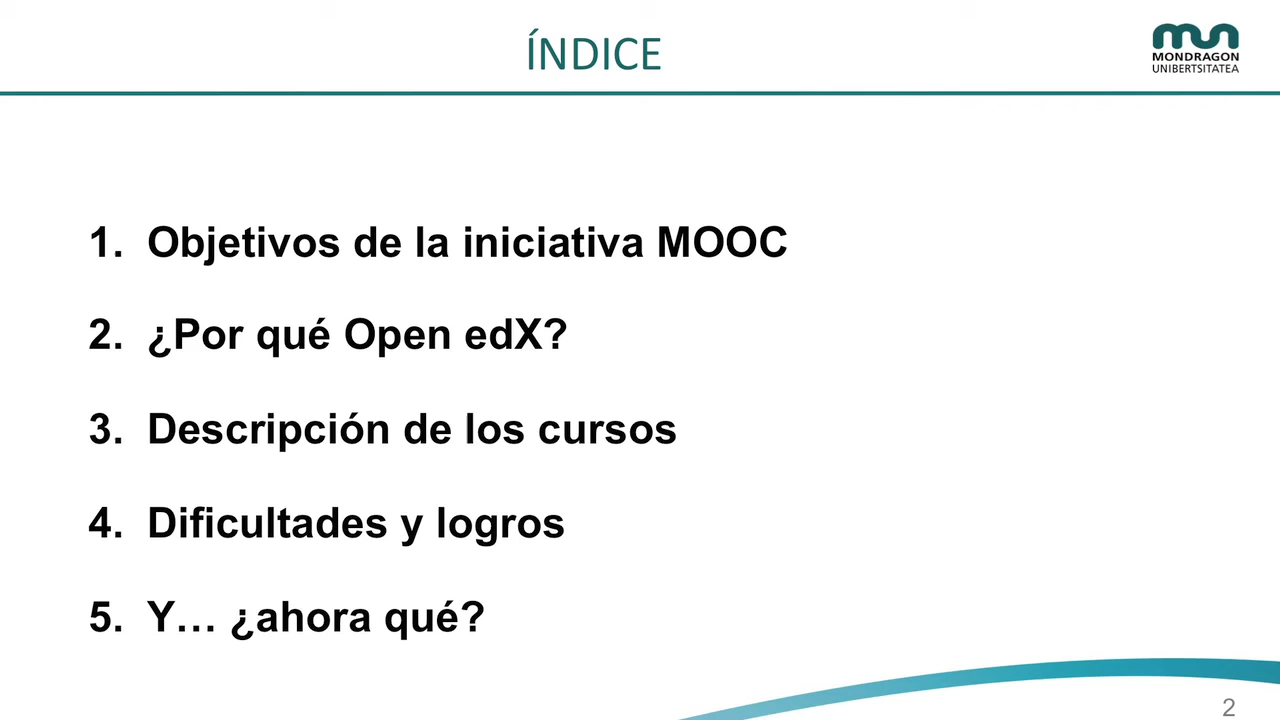 ÍNDICE
mun
MONDRAGON
UNIBERTSITATEA
1. Objetivos de la iniciativa MOOC
2. ¿Por qué Open edX?
3. Descripción de los cursos
4. Dificultades y logros
5. Y… ¿ahora qué?
2